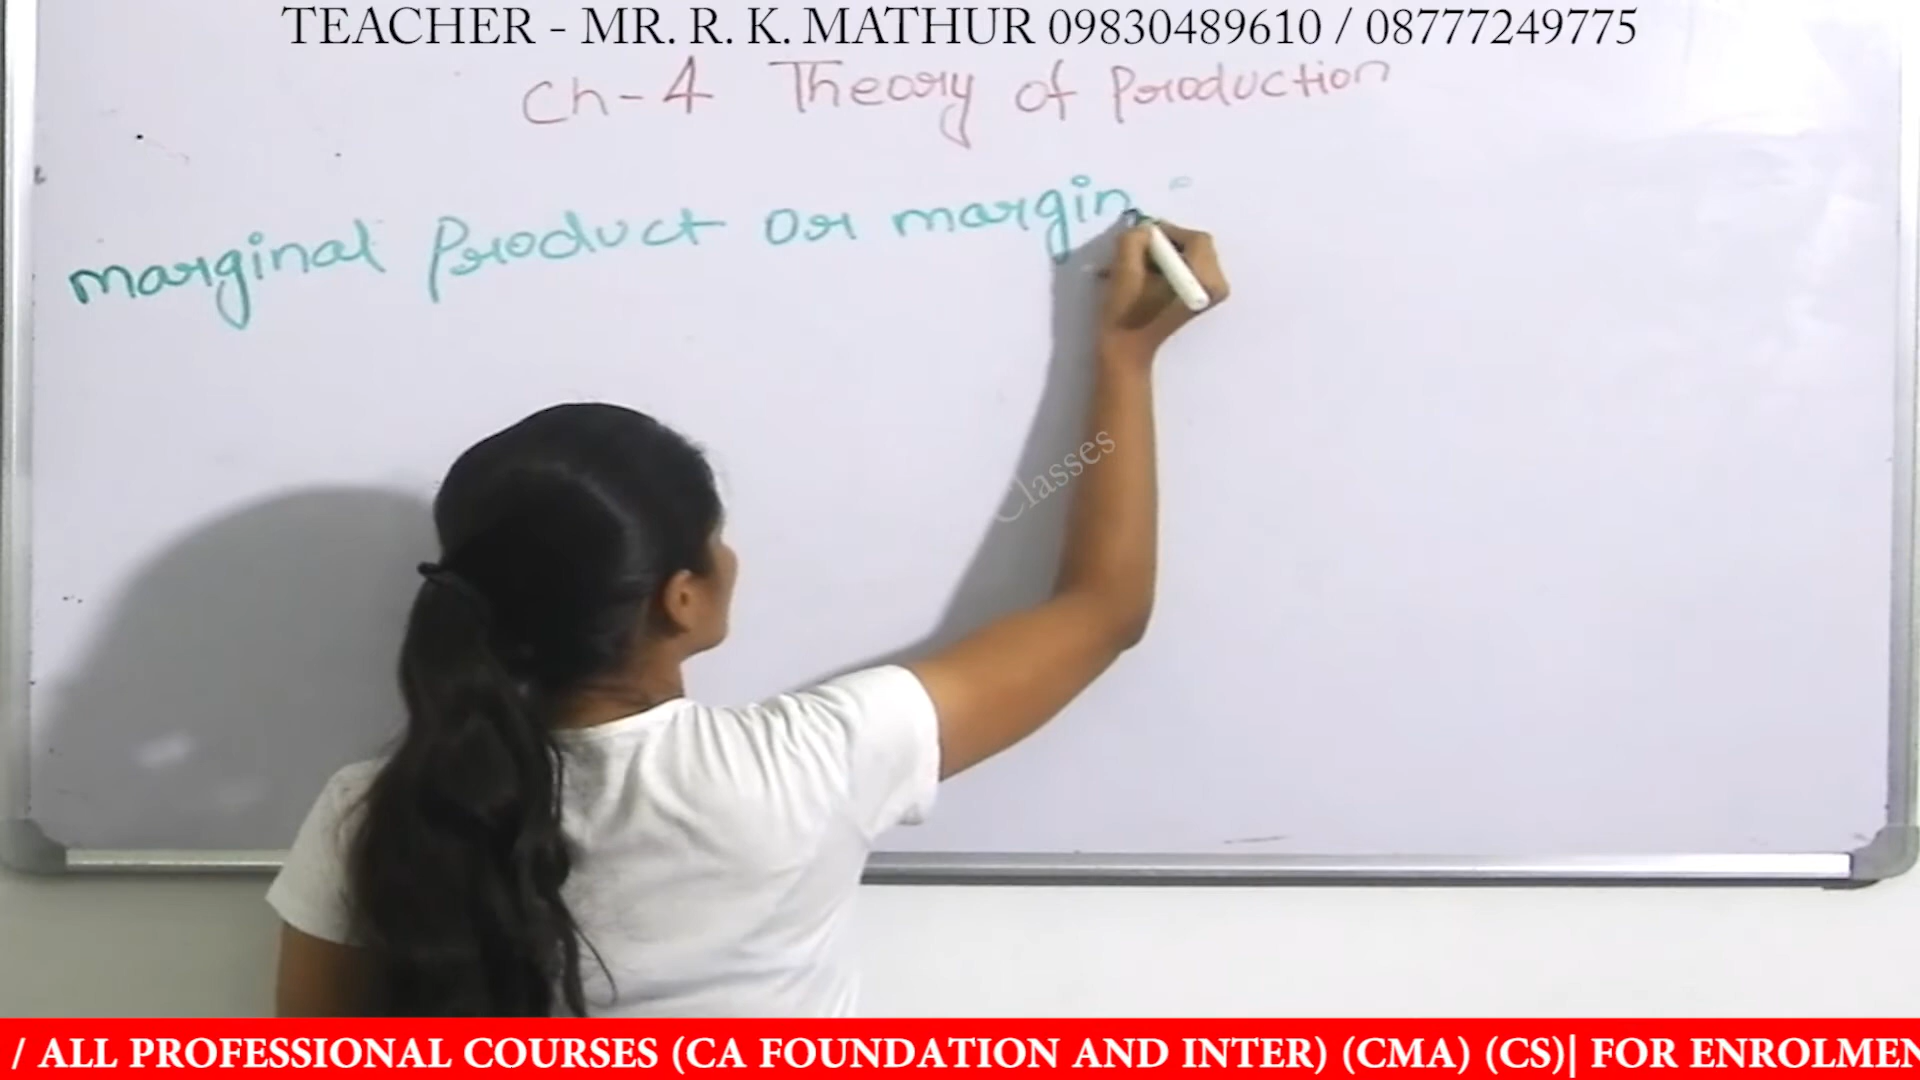 TEACHER - MR. R. K. MATHUR 09830489610 / 08777249775
Ch-4 Theory of Production
marginal Product or margin
Classes
/ ALL PROFESSIONAL COURSES (CA FOUNDATION AND INTER) (CMA) (CS)| FOR ENROLMEN